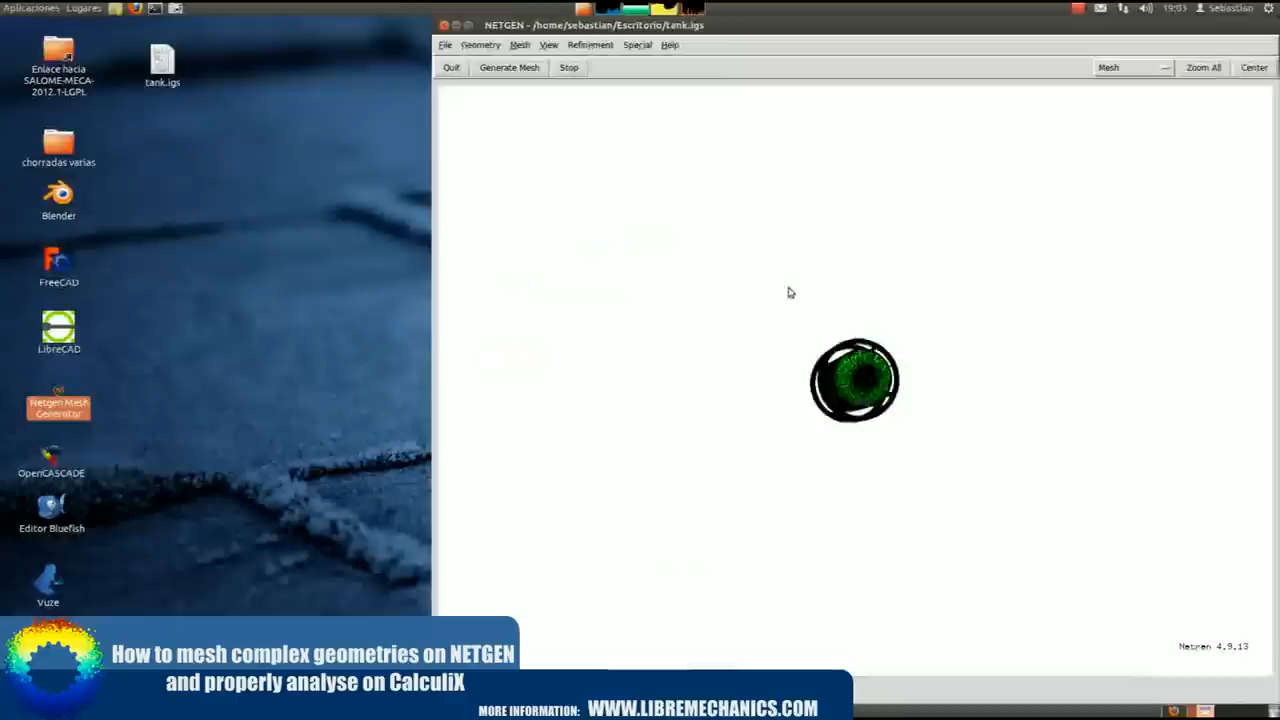 Aplicaciones Lugares
19:03 Sebastian
NETGEN - /home/sebastian/Escritorio/tank.igs
File Geometry Mesh View Refinement Special Help
Quit Generate Mesh Stop Mesh Zoom All Center
Enlace hacia
SALOME-MECA-
2012.1-LGPL
tank.igs
chorradas varias
Blender
FreeCAD
LibreCAD
Netgen Mesh
Generator
OpenCASCADE
Editor Bluefish
Vuze
Netgen 4.9.13
How to mesh complex geometries on NETGEN
and properly analyse on CalculiX
MORE INFORMATION: WWW.LIBREMECHANICS.COM